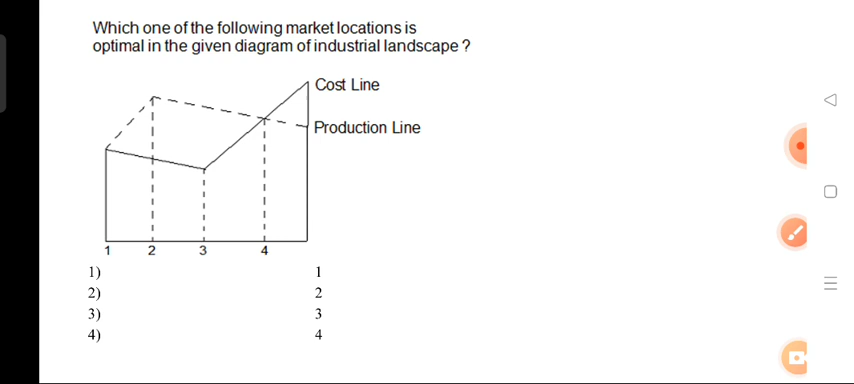 Which one of the following market locations is
optimal in the given diagram of industrial landscape ?
Cost Line
Production Line
1 2 3 4
1) 1
2) 2
3) 3
4) 4